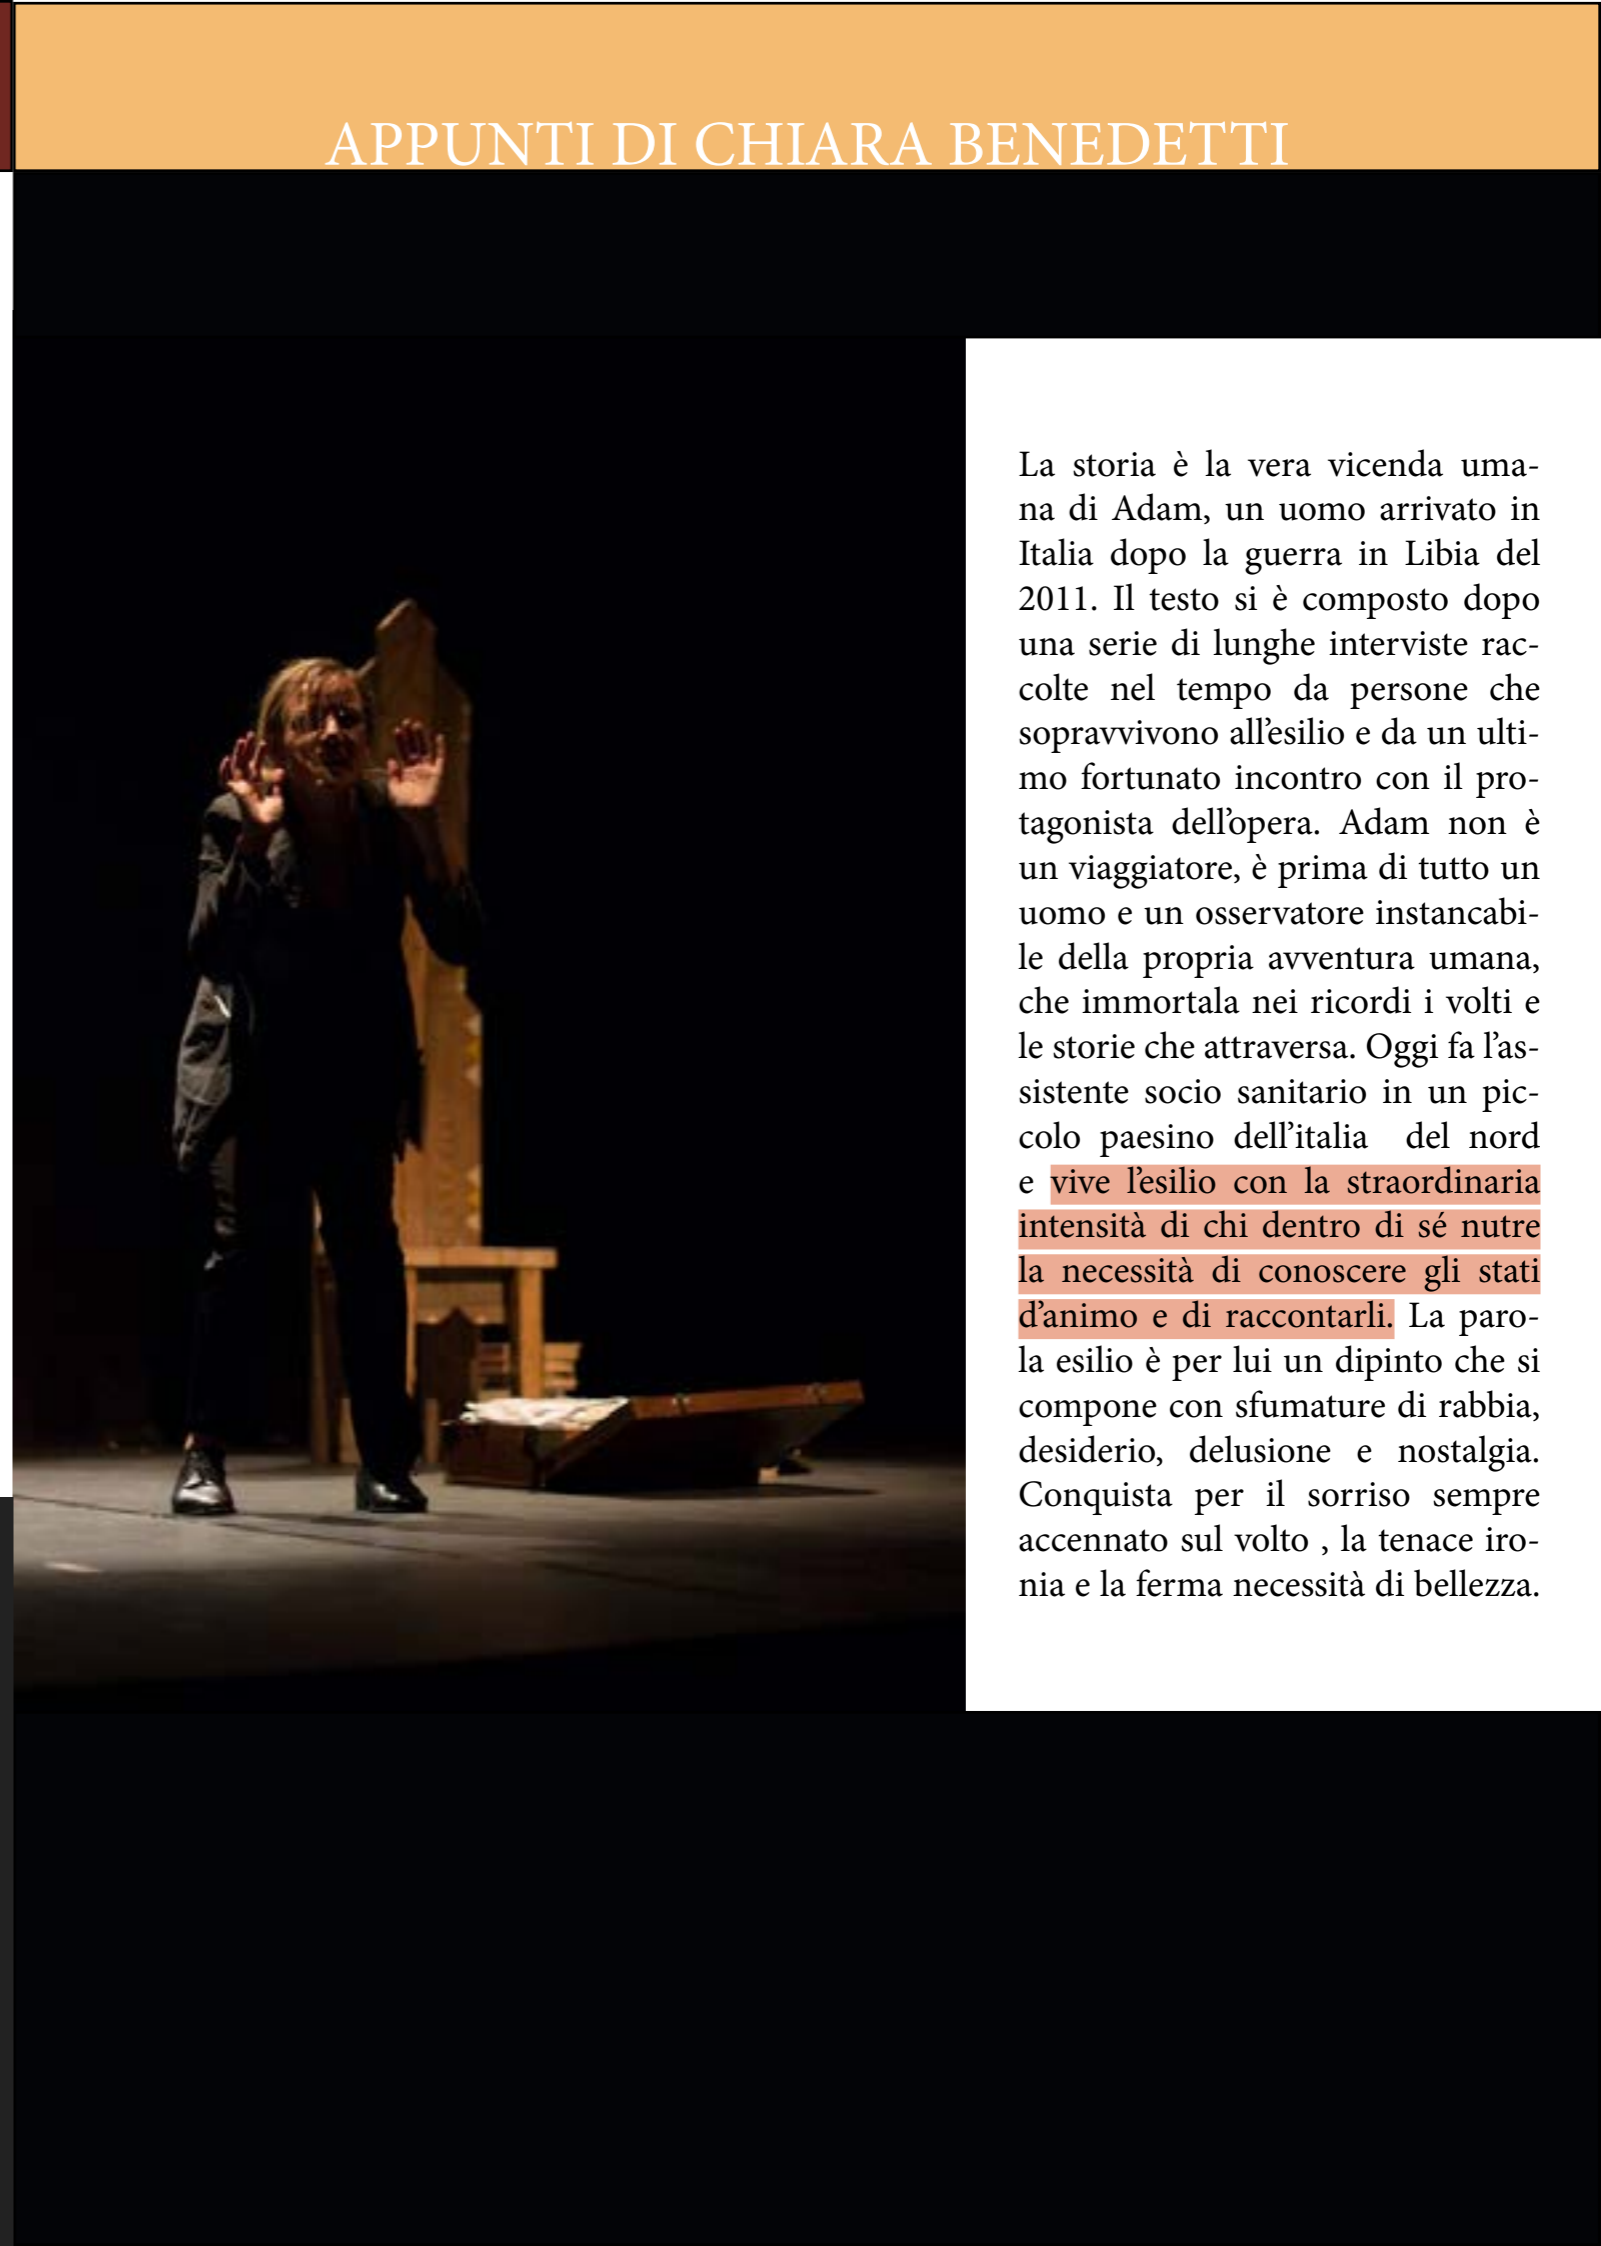 APPUNTI DI CHIARA BENEDETTI
La storia è la vera vicenda uma-
na di Adam, un uomo arrivato in
Italia dopo la guerra in Libia del
2011. Il testo si è composto dopo
una serie di lunghe interviste rac-
colte nel tempo da persone che
sopravvivono all’esilio e da un ulti-
mo fortunato incontro con il pro-
tagonista dell’opera. Adam non è
un viaggiatore, è prima di tutto un
uomo e un osservatore instancabi-
le della propria avventura umana,
che immortala nei ricordi i volti e
le storie che attraversa. Oggi fa l’as-
sistente socio sanitario in un pic-
colo paesino dell’italia  del nord
e vive l’esilio con la straordinaria
intensità di chi dentro di sé nutre
la necessità di conoscere gli stati
d’animo e di raccontarli. La paro-
la esilio è per lui un dipinto che si
compone con sfumature di rabbia,
desiderio, delusione e nostalgia.
Conquista per il sorriso sempre
accennato sul volto , la tenace iro-
nia e la ferma necessità di bellezza.